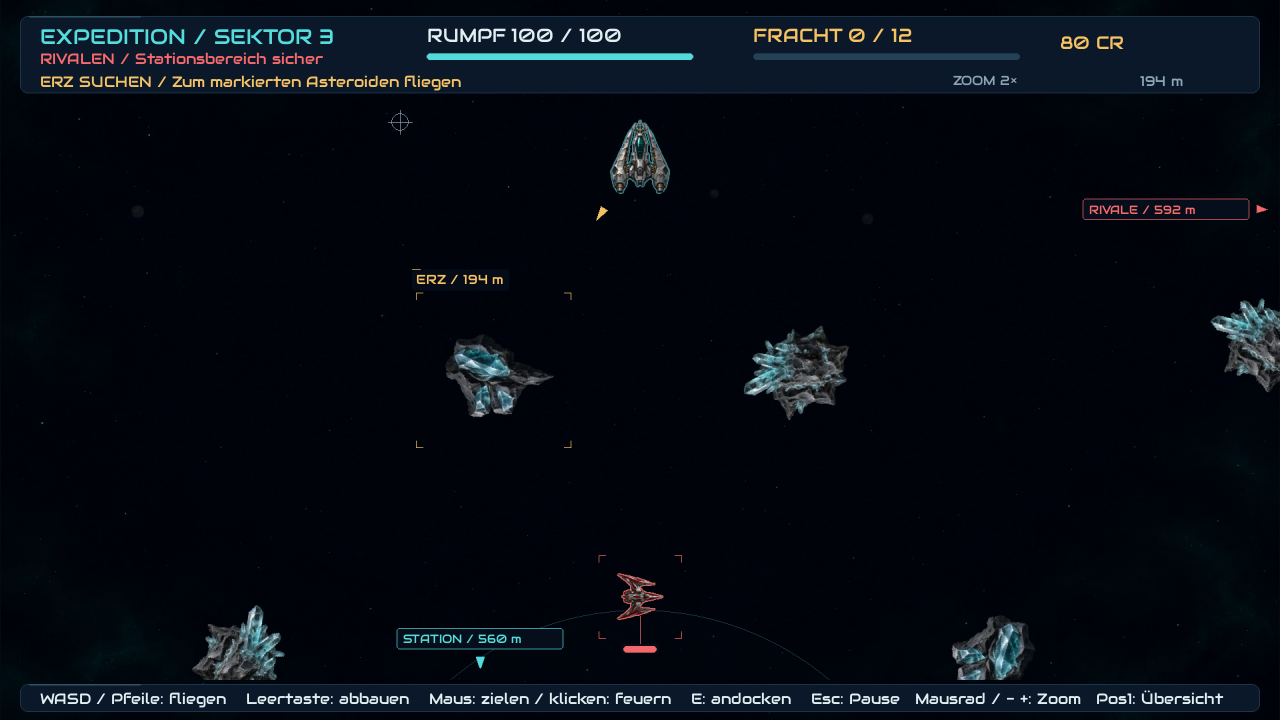 EXPEDITION / SEKTOR 3
RUMPF 100 / 100
FRACHT 0 / 12
80 CR
RIVALEN / Stationsbereich sicher
ERZ SUCHEN / Zum markierten Asteroiden fliegen
ZOOM 2×
194 m
RIVALE / 592 m
ERZ / 194 m
STATION / 560 m
WASD / Pfeile: fliegen Leertaste: abbauen Maus: zielen / klicken: feuern E: andocken Esc: Pause Mausrad / - +: Zoom Pos1: Übersicht